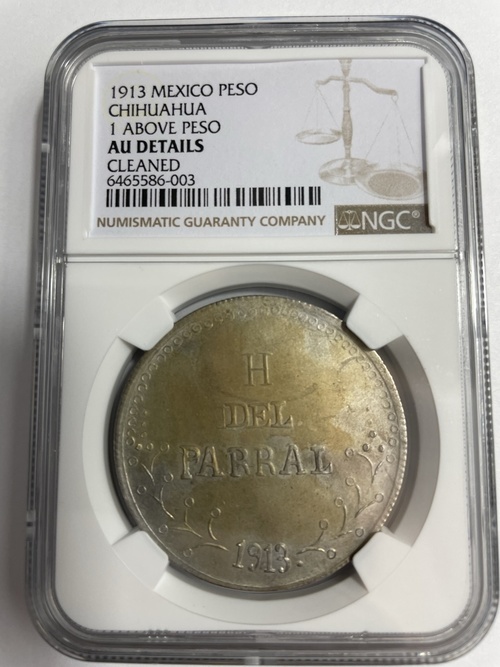 1913 MEXICO PESO
CHIHUAHUA
1 ABOVE PESO
AU DETAILS
CLEANED
6465586-003
NUMISMATIC GUARANTY COMPANY
NGC®
H
DEL
PARRAL
1913